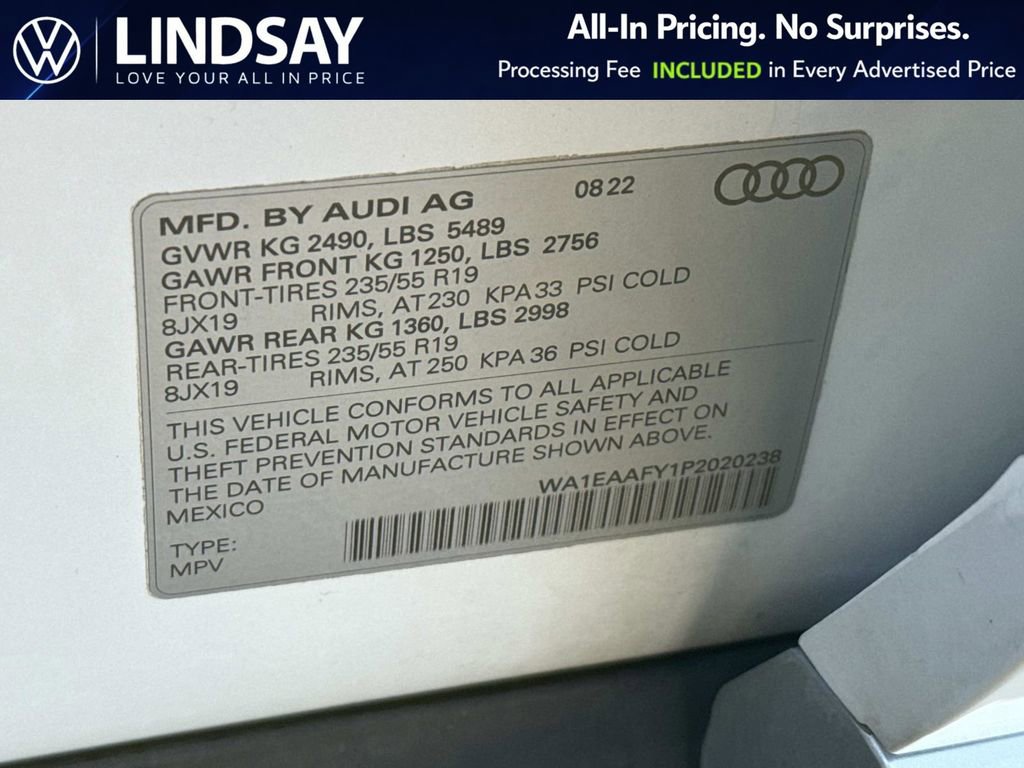 LINDSAY
LOVE YOUR ALL IN PRICE
All-In Pricing. No Surprises.
Processing Fee INCLUDED in Every Advertised Price
MFD. BY AUDI AG 08 22
GVWR KG 2490, LBS 5489
GAWR FRONT KG 1250, LBS 2756
FRONT-TIRES 235/55 R19
8JX19 RIMS, AT 230 KPA 33 PSI COLD
GAWR REAR KG 1360, LBS 2998
REAR-TIRES 235/55 R19
8JX19 RIMS, AT 250 KPA 36 PSI COLD
THIS VEHICLE CONFORMS TO ALL APPLICABLE
U.S. FEDERAL MOTOR VEHICLE SAFETY AND
THEFT PREVENTION STANDARDS IN EFFECT ON
THE DATE OF MANUFACTURE SHOWN ABOVE.
MEXICO WA1EAAFY1P2020238
TYPE:
MPV